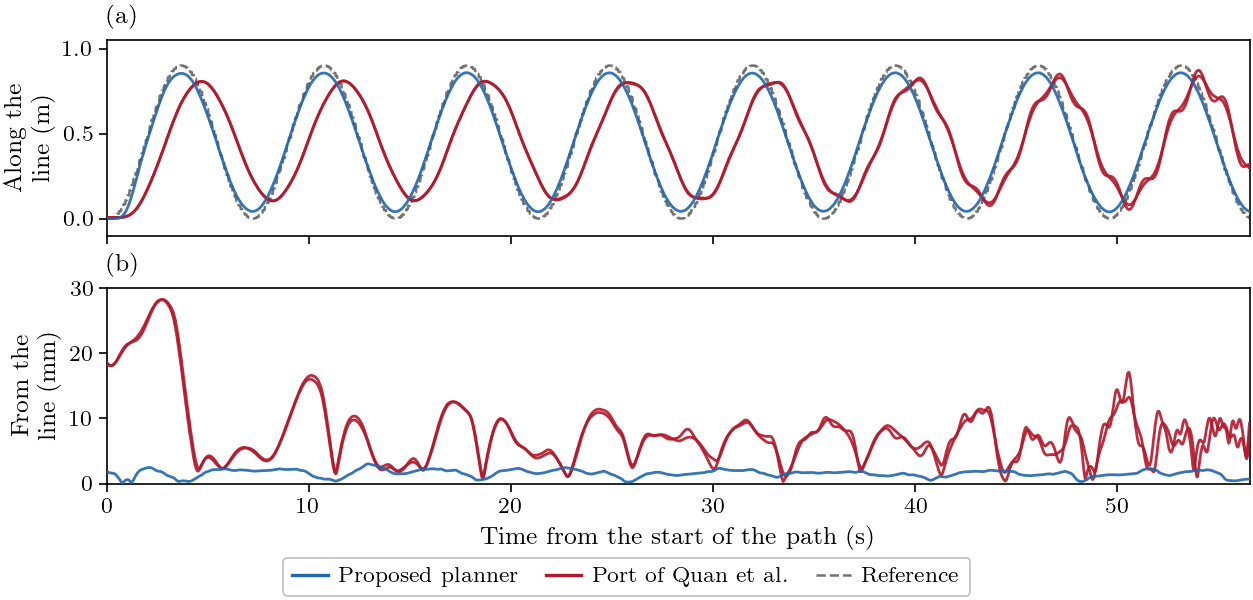 (a)
Along the
line (m)
1.0
0.5
0.0
(b)
From the
line (mm)
30
20
10
0
0 10 20 30 40 50
Time from the start of the path (s)
Proposed planner Port of Quan et al. Reference